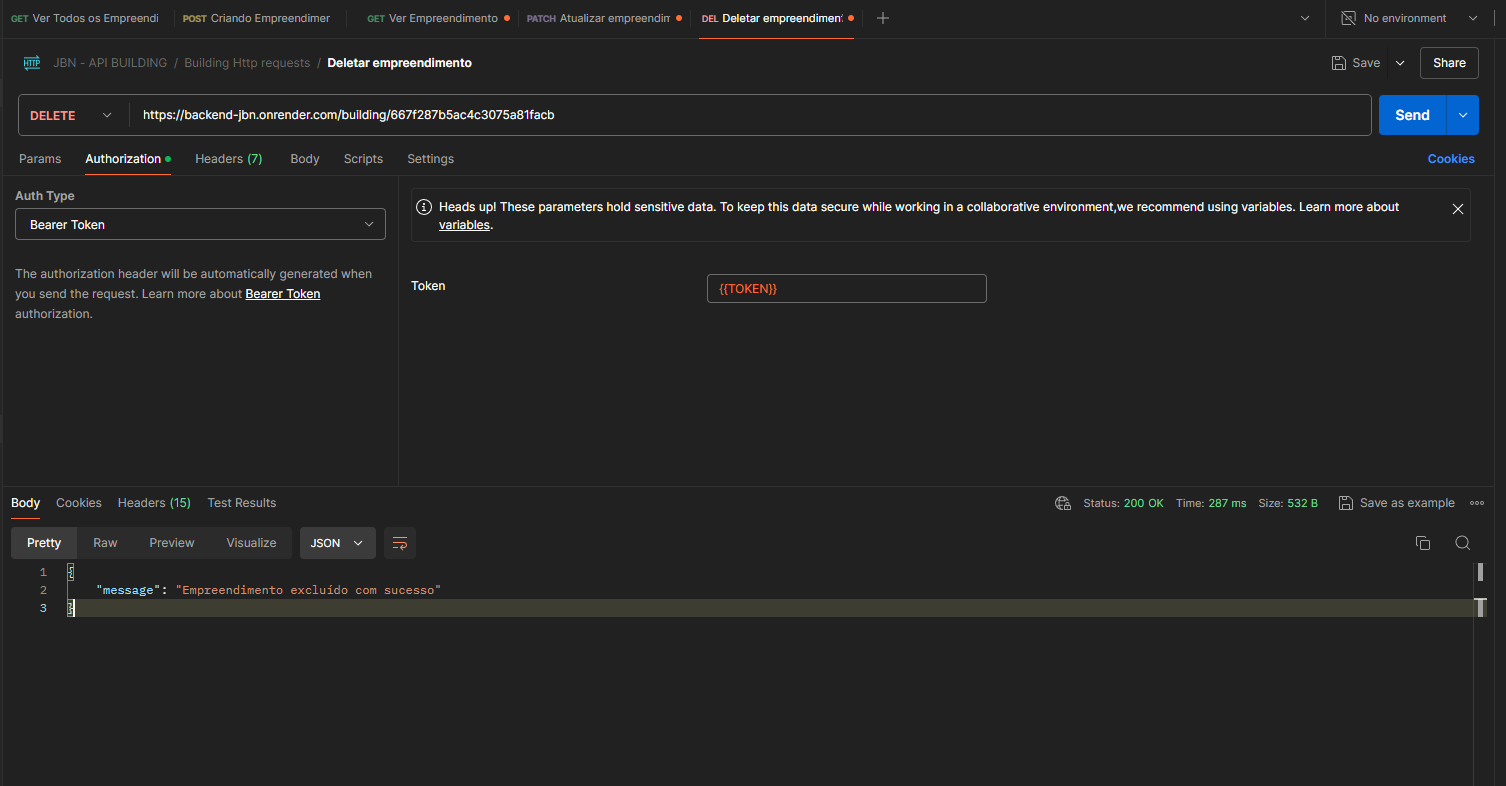 GET Ver Todos os Empreendi POST Criando Empreendimer GET Ver Empreendimento PATCH Atualizar empreendim DEL Deletar empreendiment No environment
HTTP JBN - API BUILDING / Building Http requests / Deletar empreendimento Save Share
DELETE https://backend-jbn.onrender.com/building/667f287b5ac4c3075a81facb Send
Params Authorization Headers (7) Body Scripts Settings Cookies
Auth Type
Bearer Token
The authorization header will be automatically generated when
you send the request. Learn more about Bearer Token
authorization.
Heads up! These parameters hold sensitive data. To keep this data secure while working in a collaborative environment,we recommend using variables. Learn more about
variables.
Token {{TOKEN}}
Body Cookies Headers (15) Test Results Status: 200 OK Time: 287 ms Size: 532 B Save as example
Pretty Raw Preview Visualize JSON
1 {
2 "message": "Empreendimento excluído com sucesso"
3 }